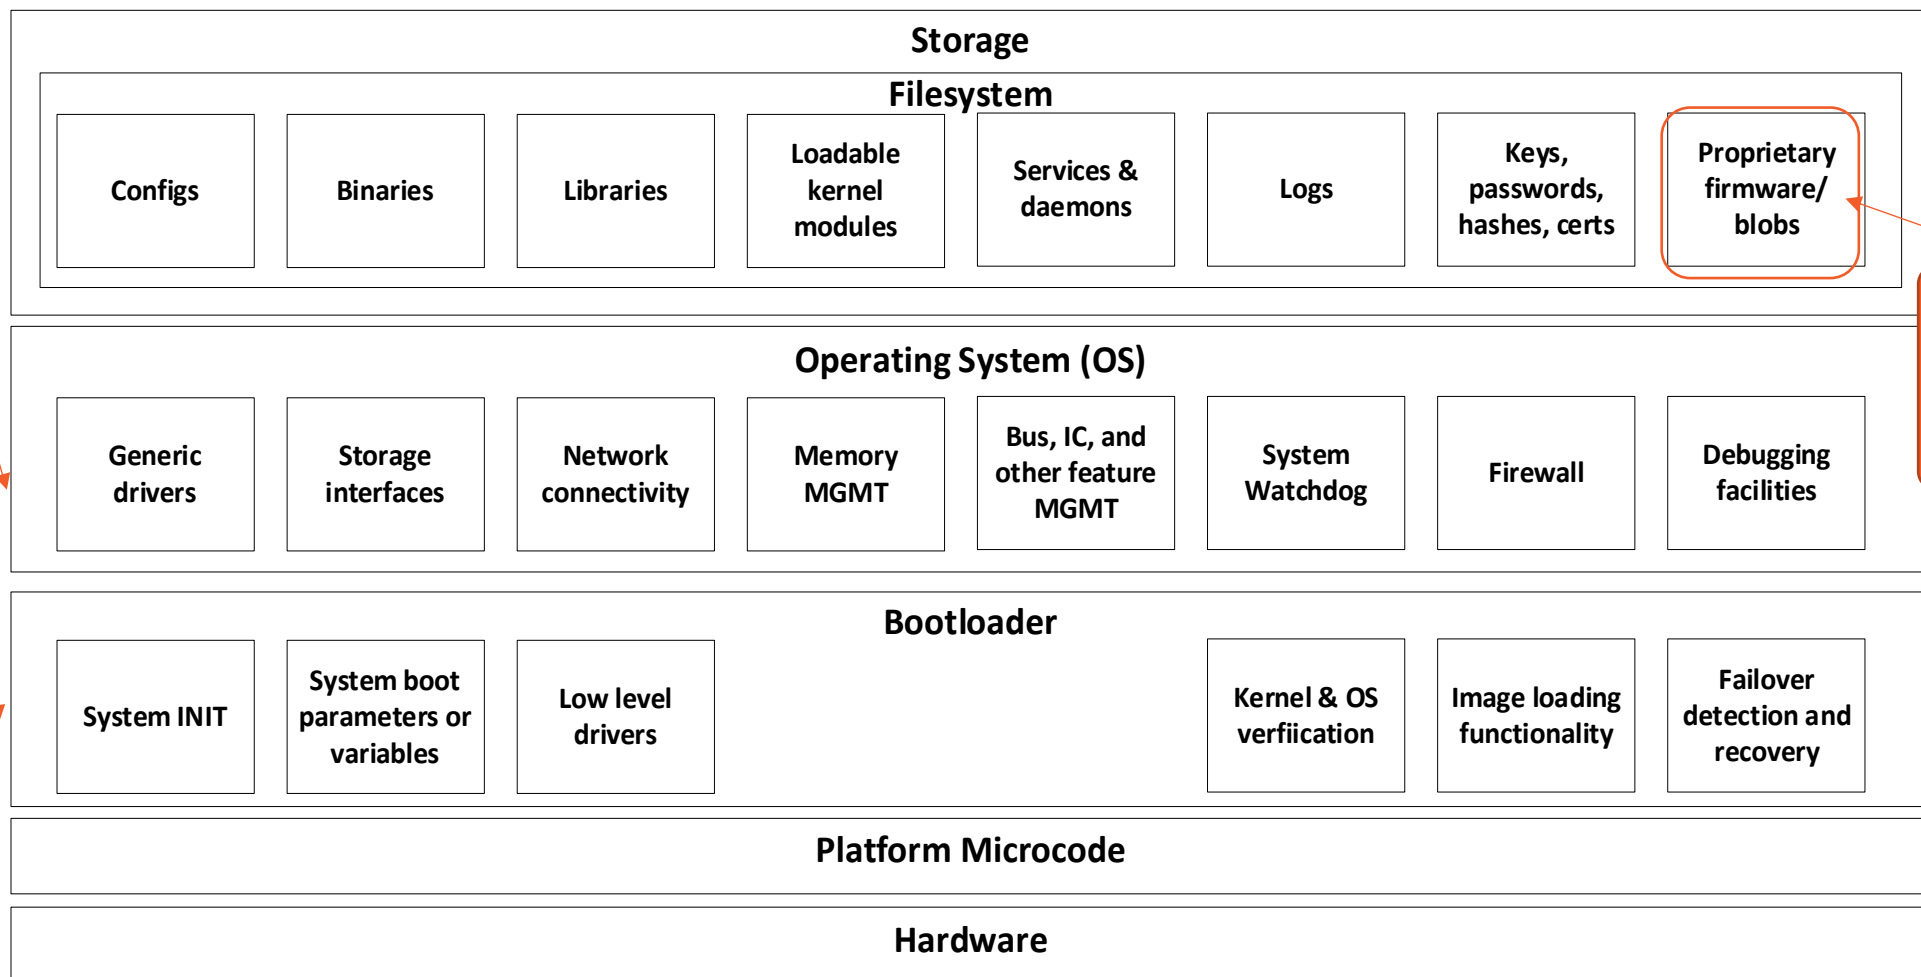 Storage
Filesystem
Configs
Binaries
Libraries
Loadable
kernel
modules
Services &
daemons
Logs
Keys,
passwords,
hashes, certs
Proprietary
firmware/
blobs
Operating System (OS)
Generic
drivers
Storage
interfaces
Network
connectivity
Memory
MGMT
Bus, IC, and
other feature
MGMT
System
Watchdog
Firewall
Debugging
facilities
Bootloader
System INIT
System boot
parameters or
variables
Low level
drivers
Kernel & OS
verfiication
Image loading
functionality
Failover
detection and
recovery
Platform Microcode
Hardware